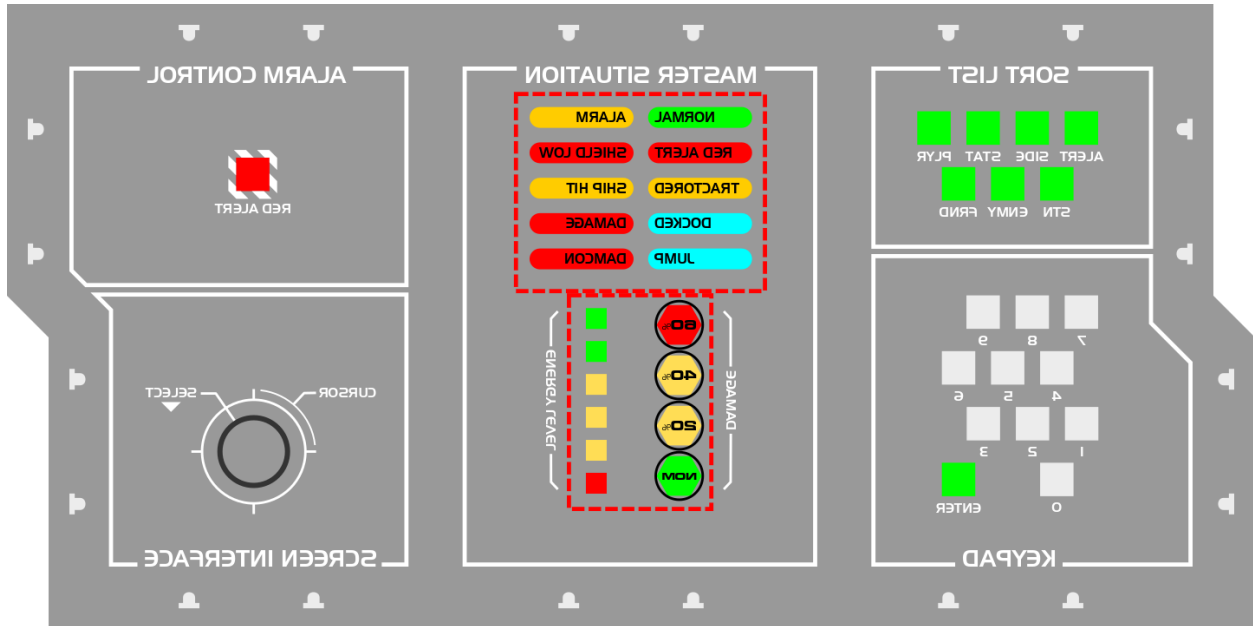 ALARM CONTROL
RED ALERT
MASTER SITUATION
ALARM
NORMAL
SHIELD LOW
RED ALERT
SHIP HIT
TRACTORED
DAMAGE
DOCKED
DAMCON
JUMP
ENERGY LEVEL
60%
40%
20%
NOM
DAMAGE
SORT LIST
ALERT SIDE STAT PLYR
STN ENMY FRND
SELECT
CURSOR
SCREEN INTERFACE
7 8 9
4 5 6
1 2 3
0 ENTER
KEYPAD